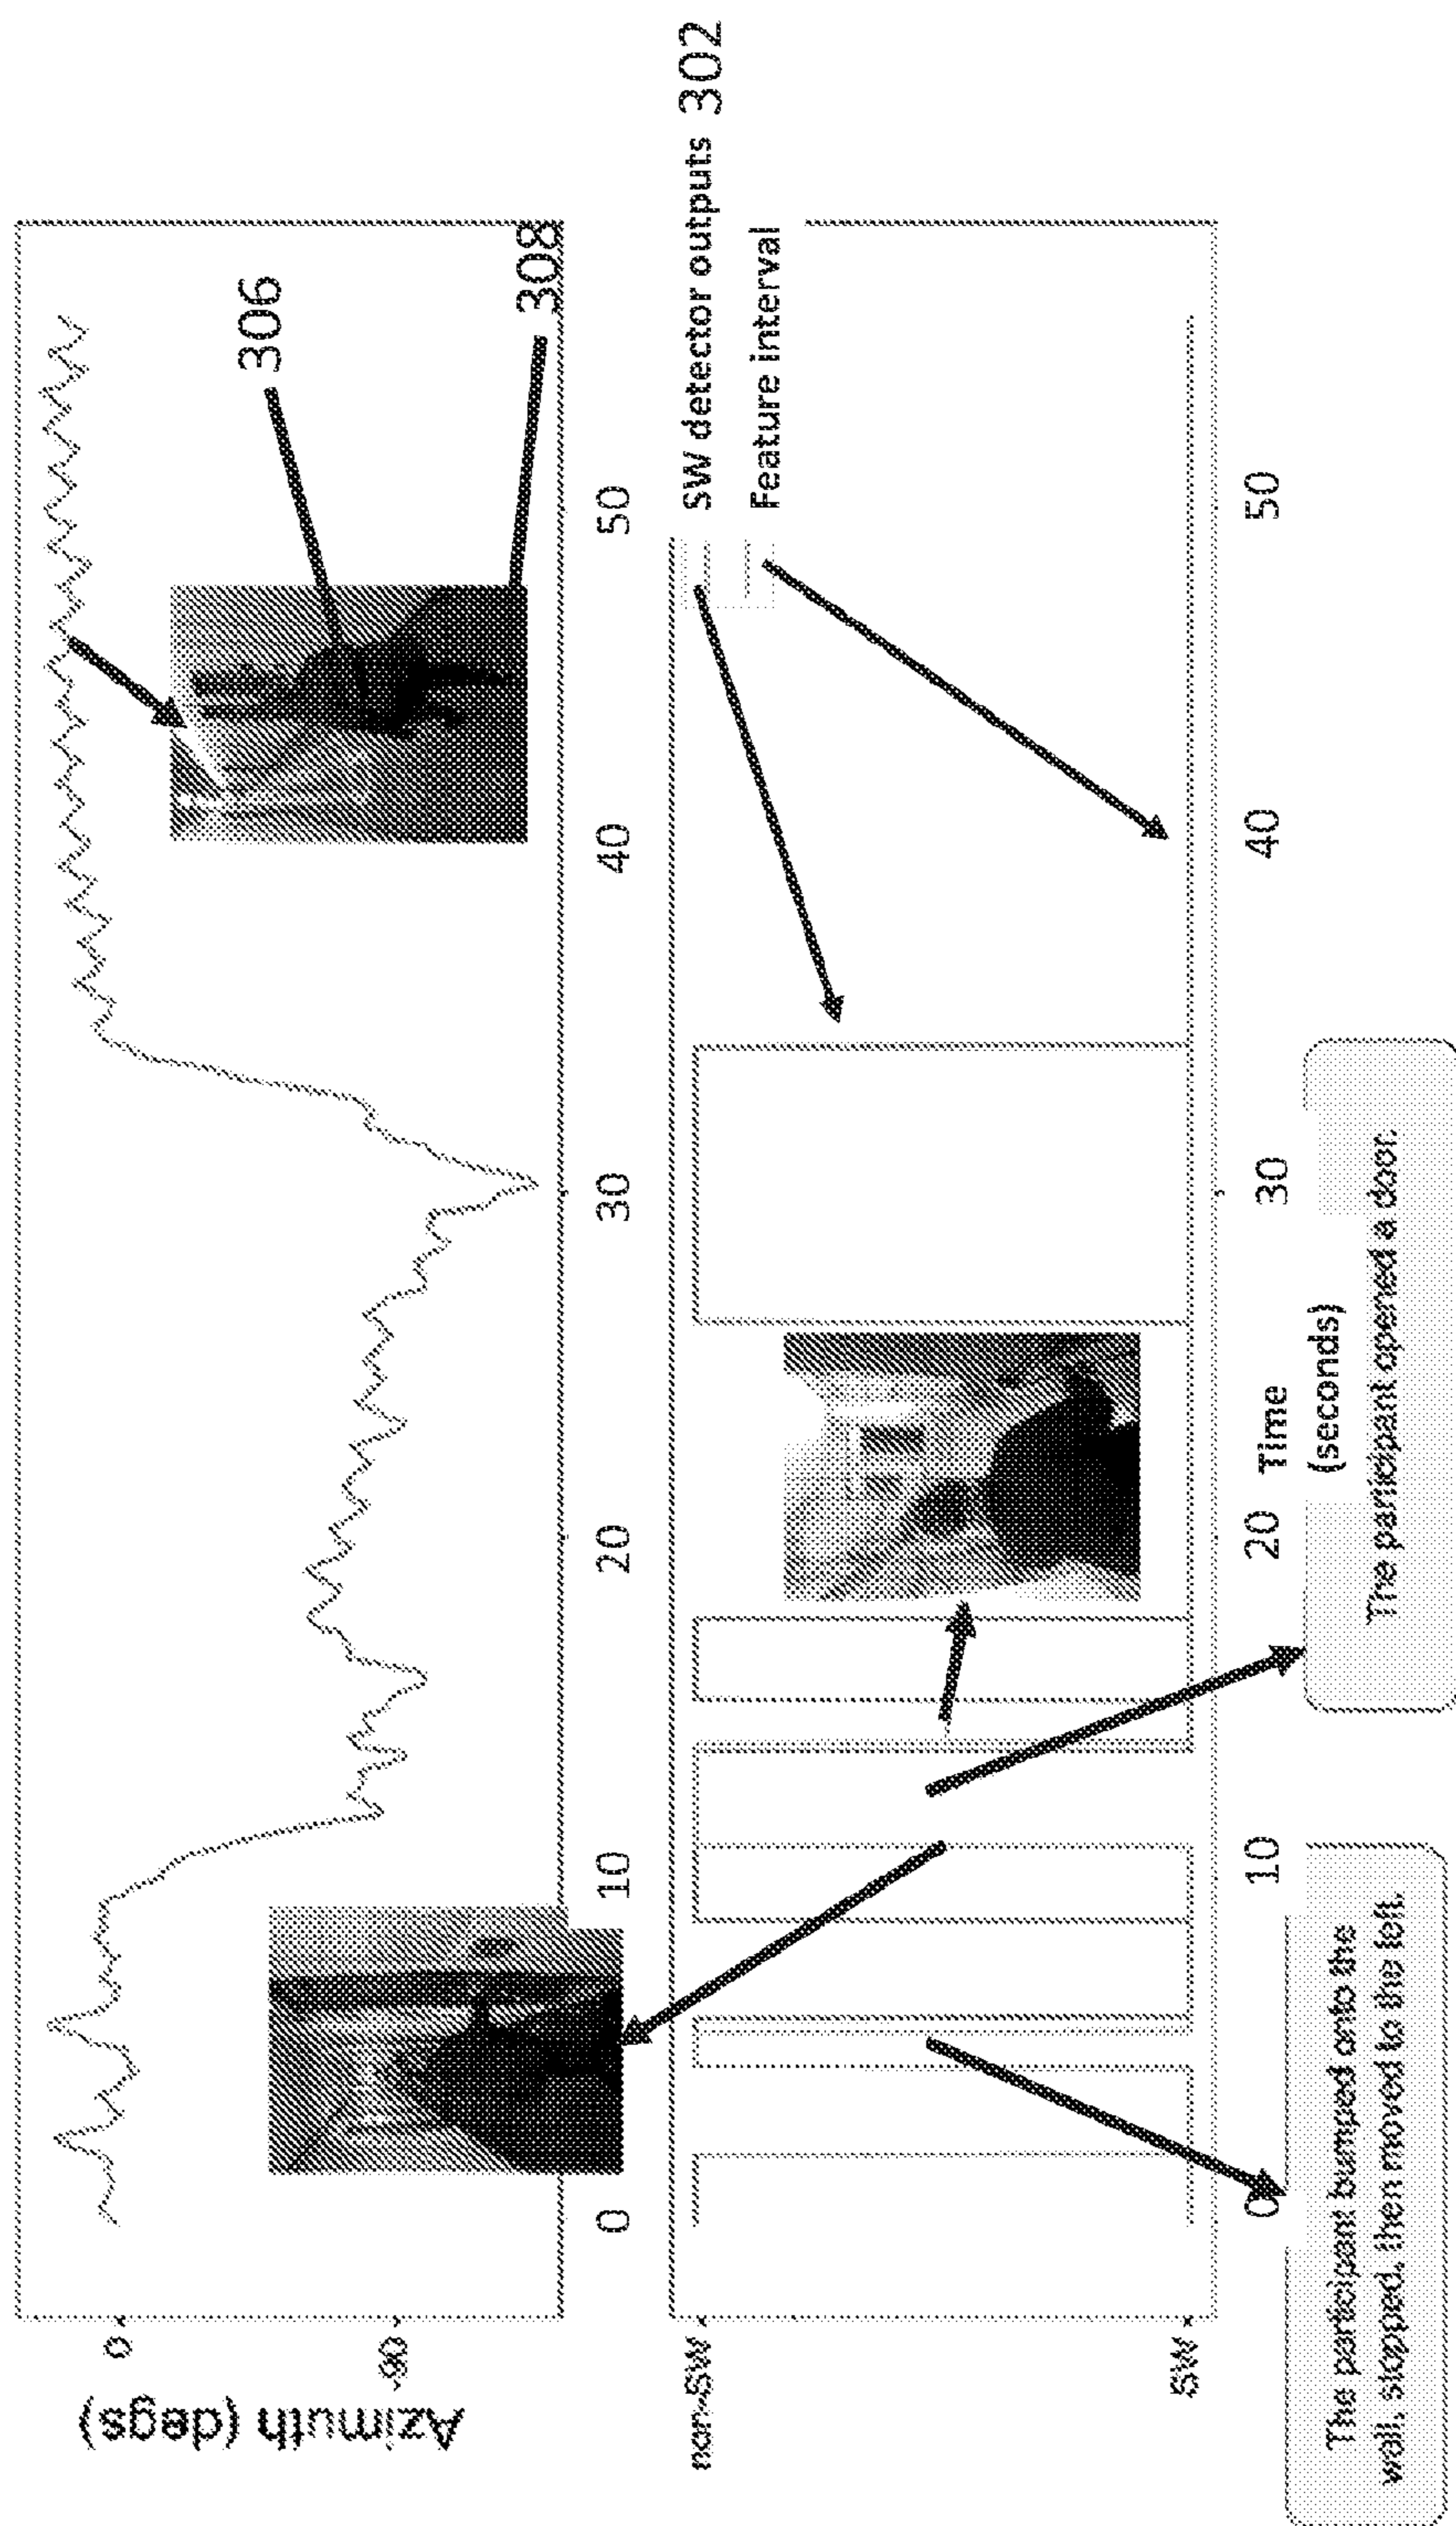 Azimuth (degs)
0
-90
306
308
0
10
20
30
40
50
SW detector outputs 302
Feature interval
non-SW
SW
0
10
20
30
40
50
Time
(seconds)
The participant bumped onto the
wall, stopped, then moved to the left.
The participant opened a door.